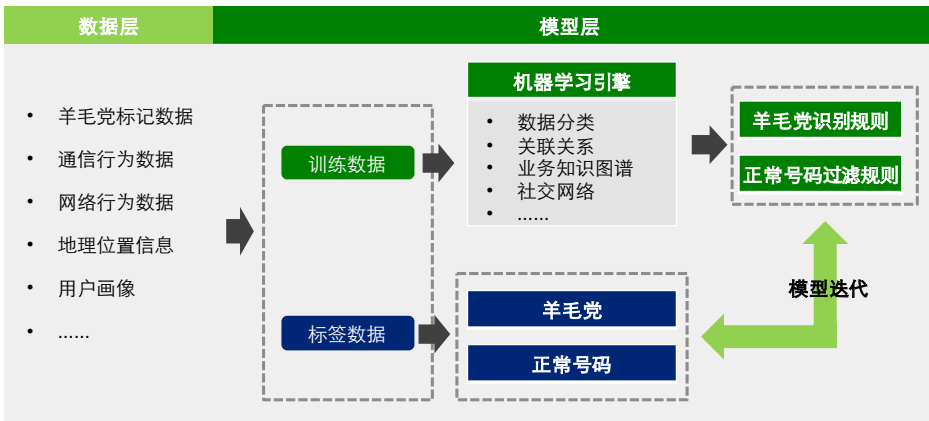 数据层
模型层
• 羊毛党标记数据
• 通信行为数据
• 网络行为数据
• 地理位置信息
• 用户画像
• ......
训练数据
标签数据
机器学习引擎
• 数据分类
• 关联关系
• 业务知识图谱
• 社交网络
• ......
羊毛党
正常号码
羊毛党识别规则
正常号码过滤规则
模型迭代